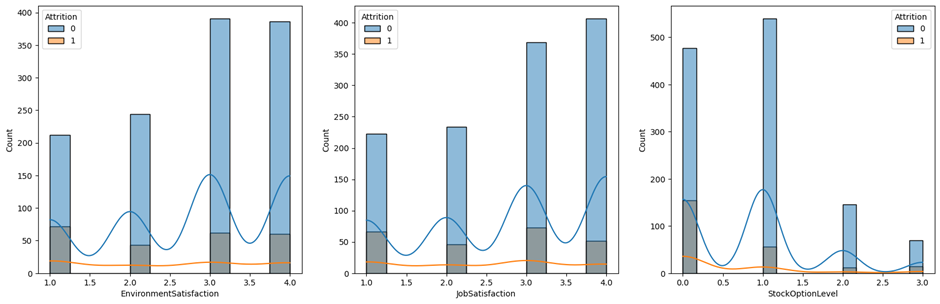 Attrition
0
1
400
350
300
250
200
150
100
50
0
Count
1.0 1.5 2.0 2.5 3.0 3.5 4.0
EnvironmentSatisfaction
Attrition
0
1
400
350
300
250
200
150
100
50
0
Count
1.0 1.5 2.0 2.5 3.0 3.5 4.0
JobSatisfaction
Attrition
0
1
500
400
300
200
100
0
Count
0.0 0.5 1.0 1.5 2.0 2.5 3.0
StockOptionLevel